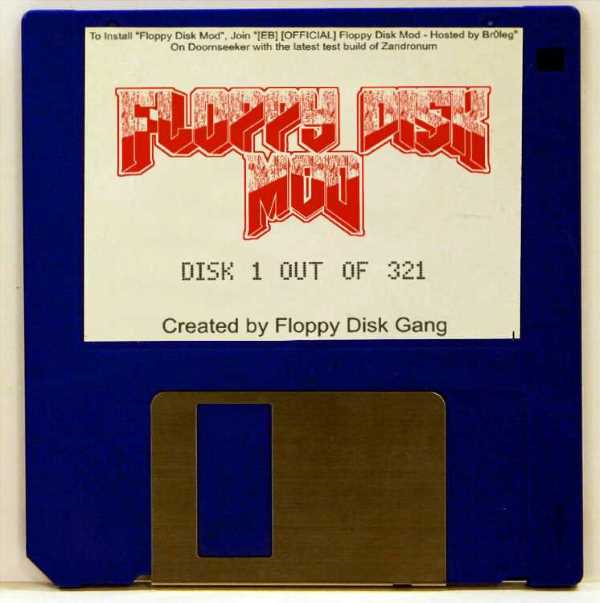 To Install "Floppy Disk Mod", Join "[EB] [OFFICIAL] Floppy Disk Mod - Hosted by Br0leg"
On Doomseeker with the latest test build of Zandronum
FLOPPY DISK
MOD
DISK 1 OUT OF 321
Created by Floppy Disk Gang